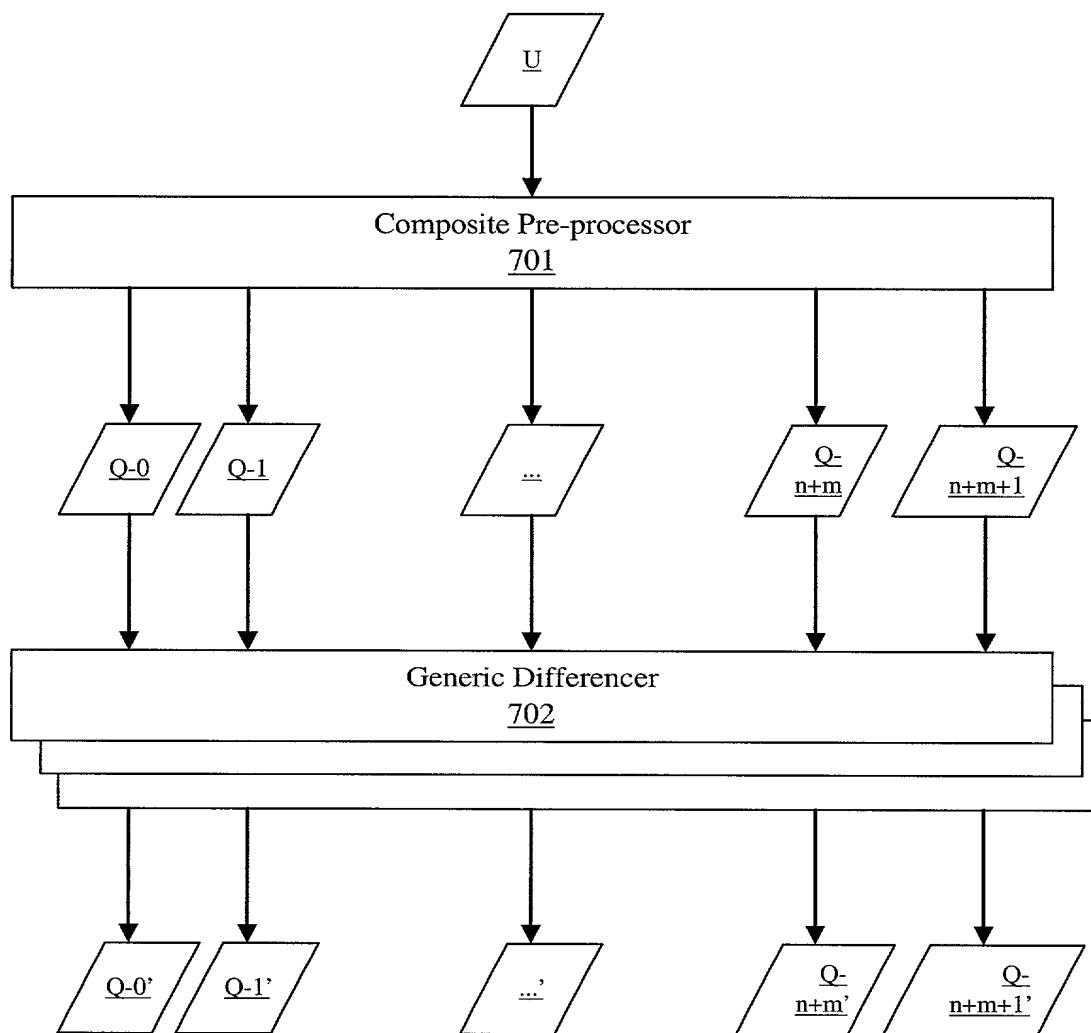 U
Composite Pre-processor
701
Q-0 Q-1 ... Q-
n+m Q-
n+m+1
Generic Differencer
702
Q-0’ Q-1’ ...’ Q-
n+m’ Q-
n+m+1’